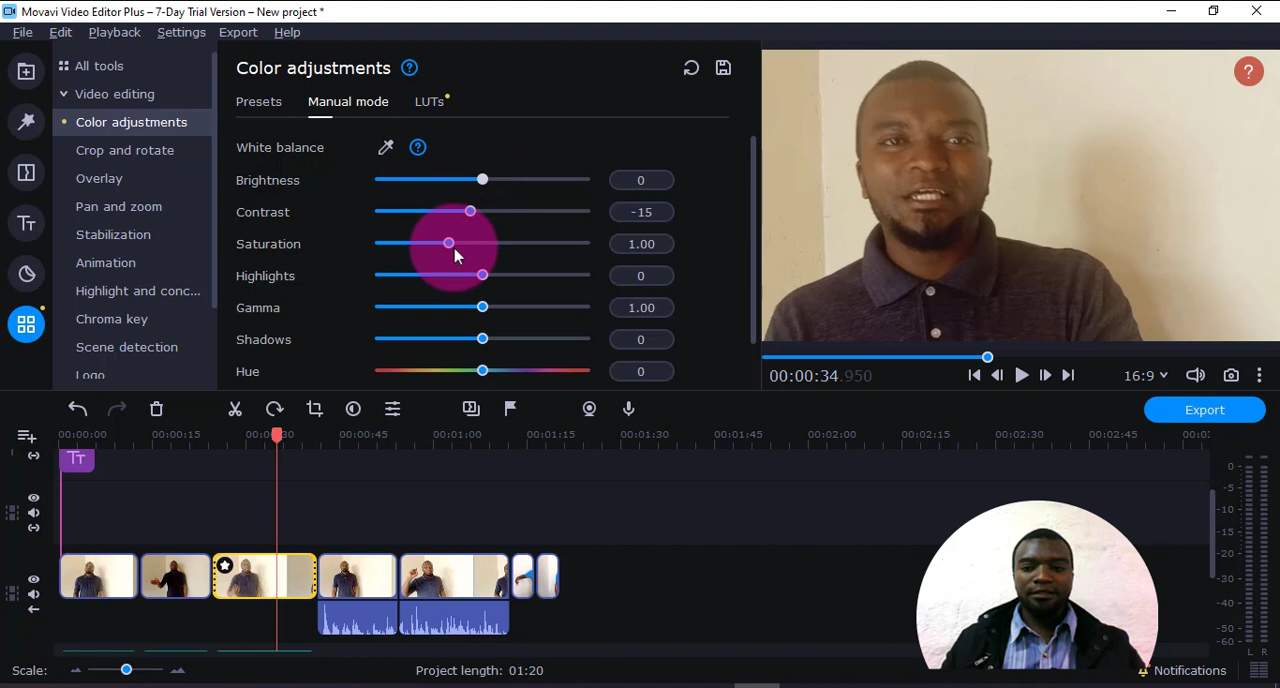 Movavi Video Editor Plus – 7-Day Trial Version – New project *
File Edit Playback Settings Export Help
All tools
Video editing
Color adjustments
Crop and rotate
Overlay
Pan and zoom
Stabilization
Animation
Highlight and conc...
Chroma key
Scene detection
Logo
Color adjustments ?
Presets Manual mode LUTs
White balance ?
Brightness 0
Contrast -15
Saturation 1.00
Highlights 0
Gamma 1.00
Shadows 0
Hue 0
?
00:00:34.950
16:9
Export
00:00:00 00:00:15 00:00:30 00:00:45 00:01:00 00:01:15 00:01:30 00:01:45 00:02:00 00:02:15 00:02:30 00:02:45
Tт
Tт
0
-5
-10
-15
-20
-30
-40
-50
-60
L R
Scale:
Project length: 01:20
Notifications